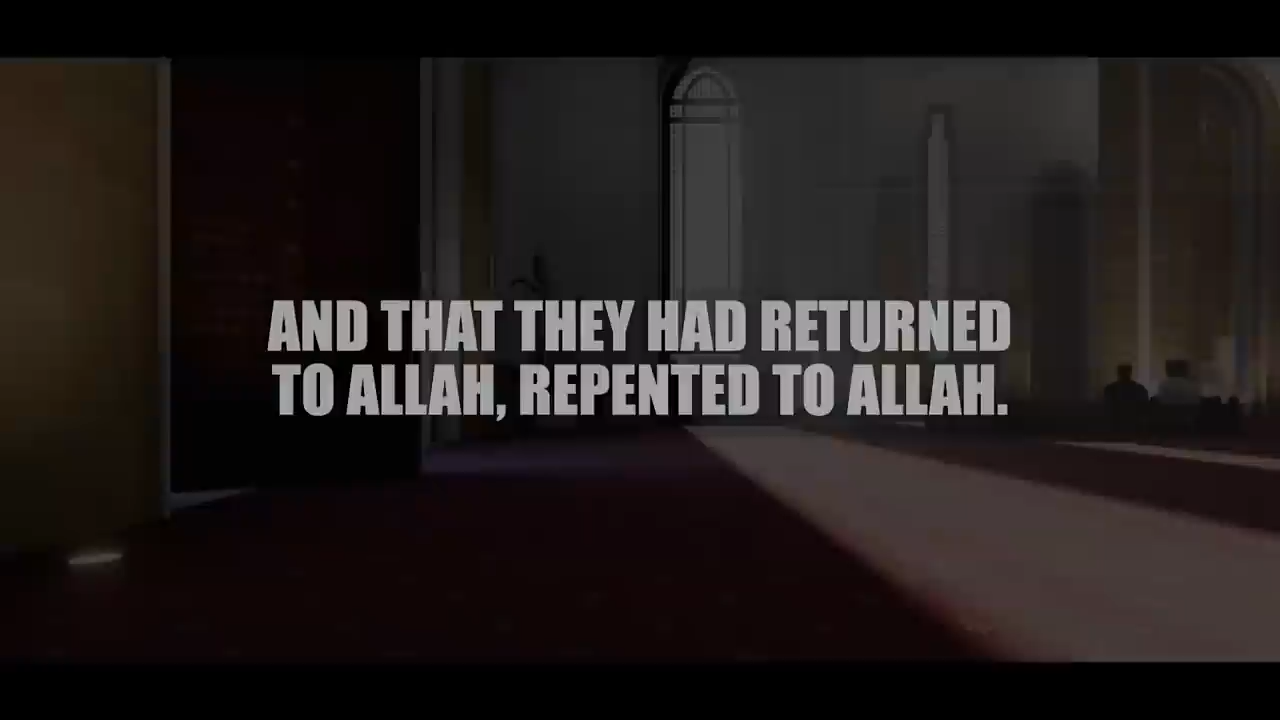 AND THAT THEY HAD RETURNED
TO ALLAH, REPENTED TO ALLAH.